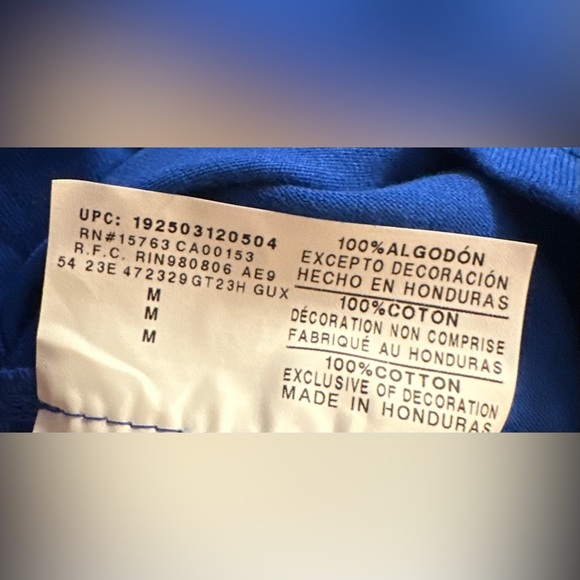 UPC: 192503120504
RN#15763 CA00153
R.F.C. RIN980806 AE9
54 23E 472329GT23H GUX
M
M
M
100%ALGODÓN
EXCEPTO DECORACIÓN
HECHO EN HONDURAS
100%COTON
DÉCORATION NON COMPRISE
FABRIQUÉ AU HONDURAS
100%COTTON
EXCLUSIVE OF DECORATION
MADE IN HONDURAS